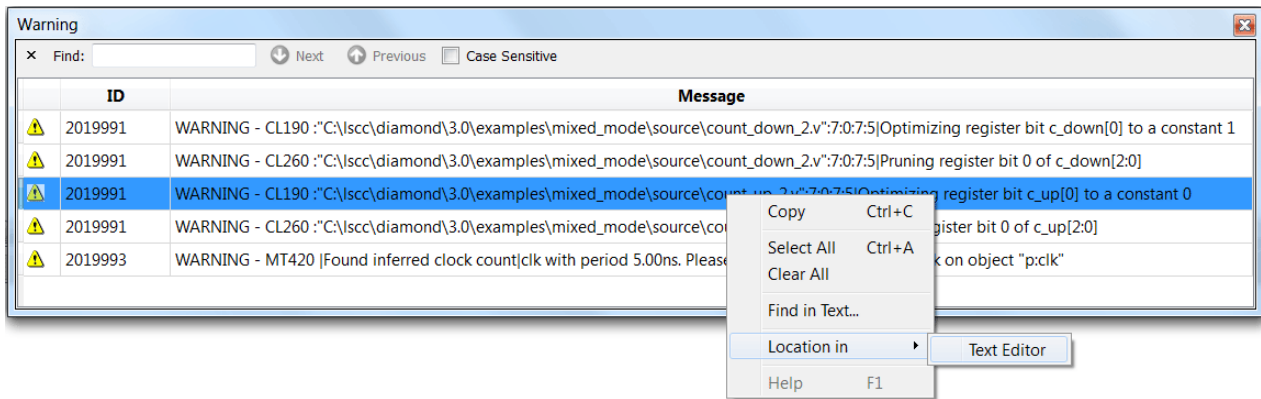 Warning
× Find: Next Previous Case Sensitive
ID Message
2019991 WARNING - CL190 :"C:\lscc\diamond\3.0\examples\mixed_mode\source\count_down_2.v":7:0:7:5|Optimizing register bit c_down[0] to a constant 1
2019991 WARNING - CL260 :"C:\lscc\diamond\3.0\examples\mixed_mode\source\count_down_2.v":7:0:7:5|Pruning register bit 0 of c_down[2:0]
2019991 WARNING - CL190 :"C:\lscc\diamond\3.0\examples\mixed_mode\source\count_up_2.v":7:0:7:5|Optimizing register bit c_up[0] to a constant 0
2019991 WARNING - CL260 :"C:\lscc\diamond\3.0\examples\mixed_mode\source\cou gister bit 0 of c_up[2:0]
2019993 WARNING - MT420 |Found inferred clock count|clk with period 5.00ns. Pleas k on object "p:clk"
Copy Ctrl+C
Select All Ctrl+A
Clear All
Find in Text...
Location in Text Editor
Help F1